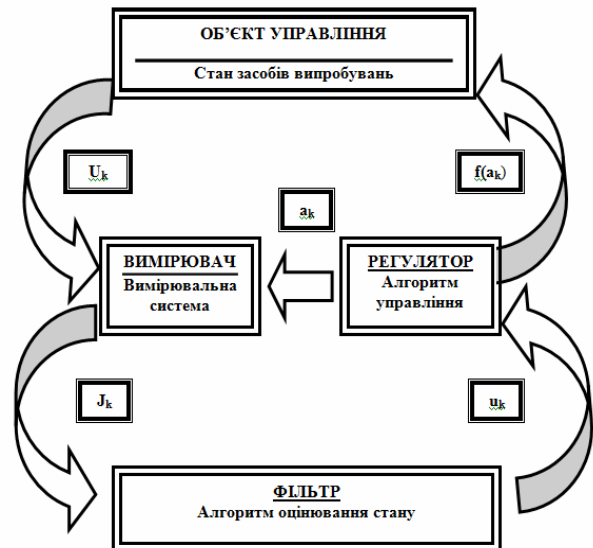 ОБ’ЄКТ УПРАВЛІННЯ
Стан засобів випробувань
Uk
f(ak)
ak
ВИМІРЮВАЧ
Вимірювальна
система
РЕГУЛЯТОР
Алгоритм
управління
Jk
uk
ФІЛЬТР
Алгоритм оцінювання стану